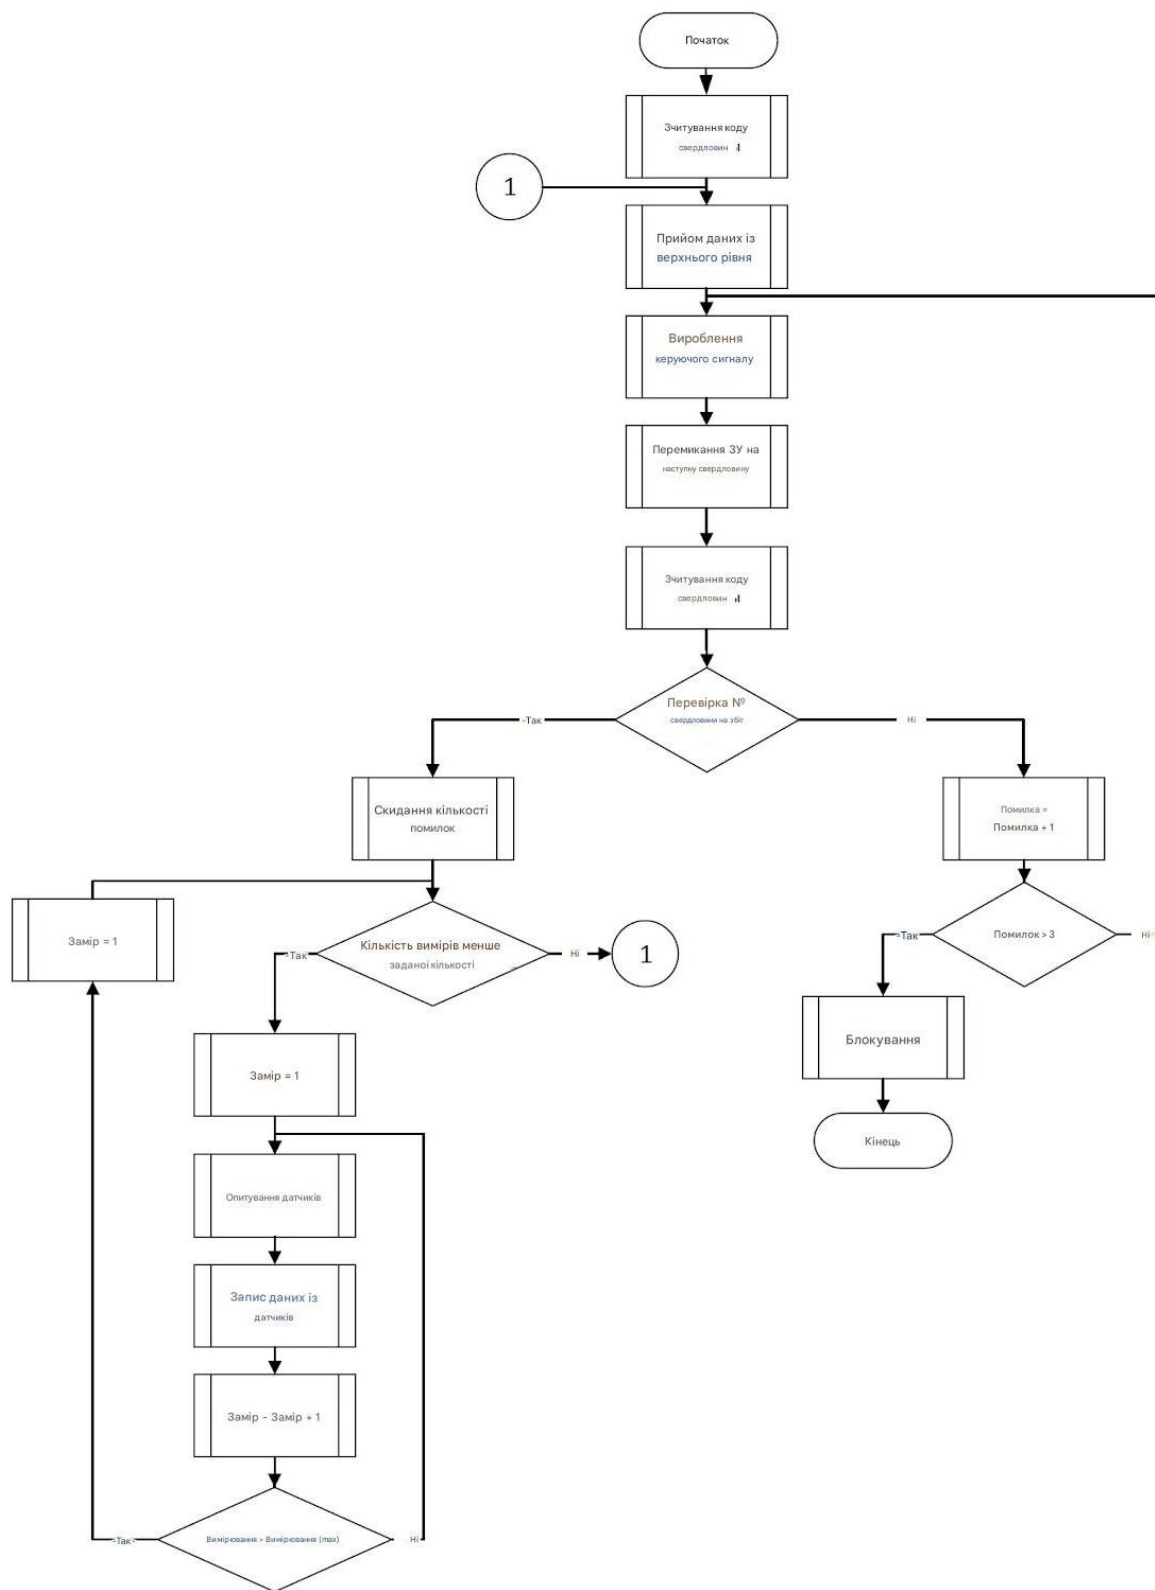 Початок
Зчитування коду
свердловин
1
Прийом даних із
верхнього рівня
Вироблення
керуючого сигналу
Перемикання ЗУ на
наступну свердловину
Зчитування коду
свердловин
Перевірка №
свердловини на збіг
-Так
Ні
Скидання кількості
помилок
Помилка =
Помилка + 1
Замір = 1
Кількість вимірів менше
заданої кількості
-Так
Ні
1
Помилок > 3
-Так
Ні
Замір = 1
Блокування
Кінець
Опитування датчиків
Запис даних із
датчиків
Замір - Замір + 1
Вимірювання > Вимірювання (max)
-Так-
Ні